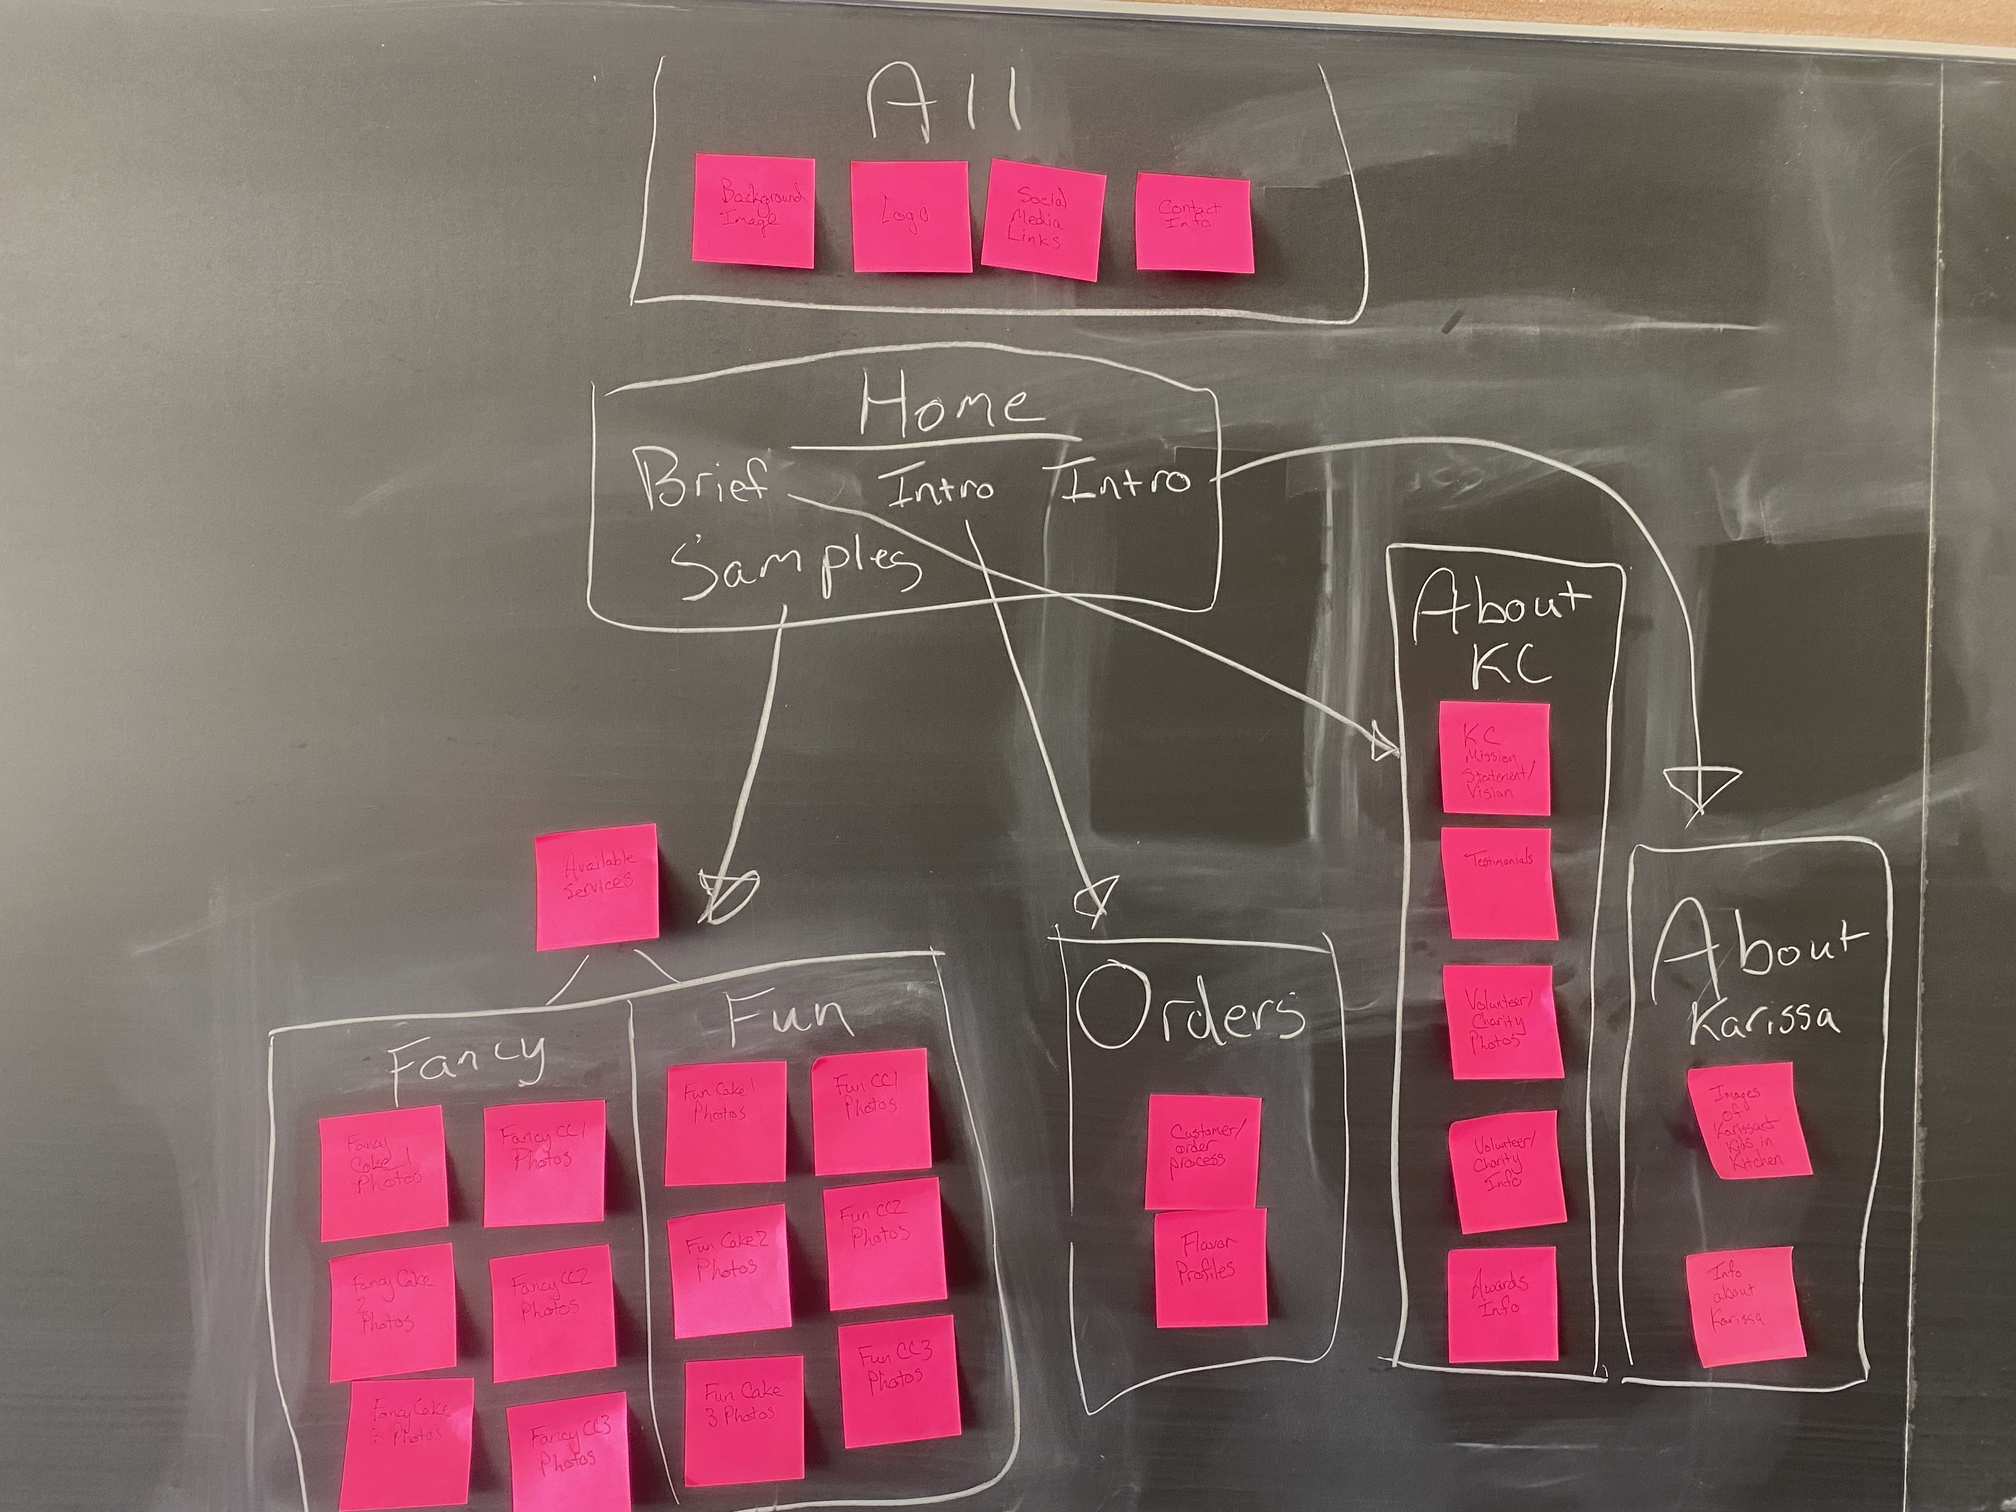 All
Background
Image
Logo
Social
Media
Links
Contact
Info
Home
Brief
Samples
Intro
Intro
About
KC
KC
Mission
Statement/
Vision
Testimonials
Volunteer/
Charity
Photos
Volunteer/
Charity
Info
Awards
Info
About
Karissa
Images
of
Karissa+
Kids in
Kitchen
Info
about
Karissa
Available
Services
Fancy
Fancy
Cake 1
Photos
Fancy CC1
Photos
Fancy Cake
2
Photos
Fancy CC2
Photos
Fancy Cake
3 Photos
Fancy CC3
Photos
Fun
Fun Cake 1
Photos
Fun CC1
Photos
Fun Cake 2
Photos
Fun CC2
Photos
Fun Cake
3 Photos
Fun CC3
Photos
Orders
Customer/
order
process
Flavor
Profiles